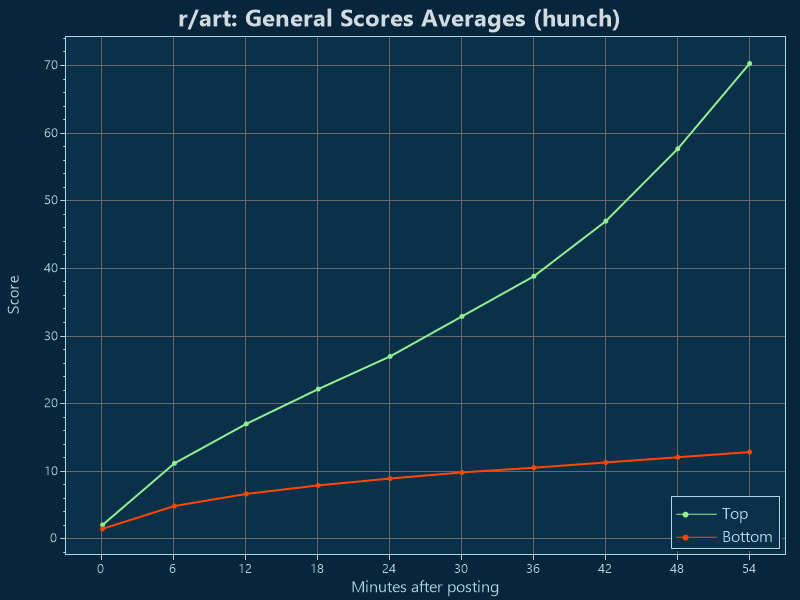 r/art: General Scores Averages (hunch)
Score
70
60
50
40
30
20
10
0
Top
Bottom
0 6 12 18 24 30 36 42 48 54
Minutes after posting